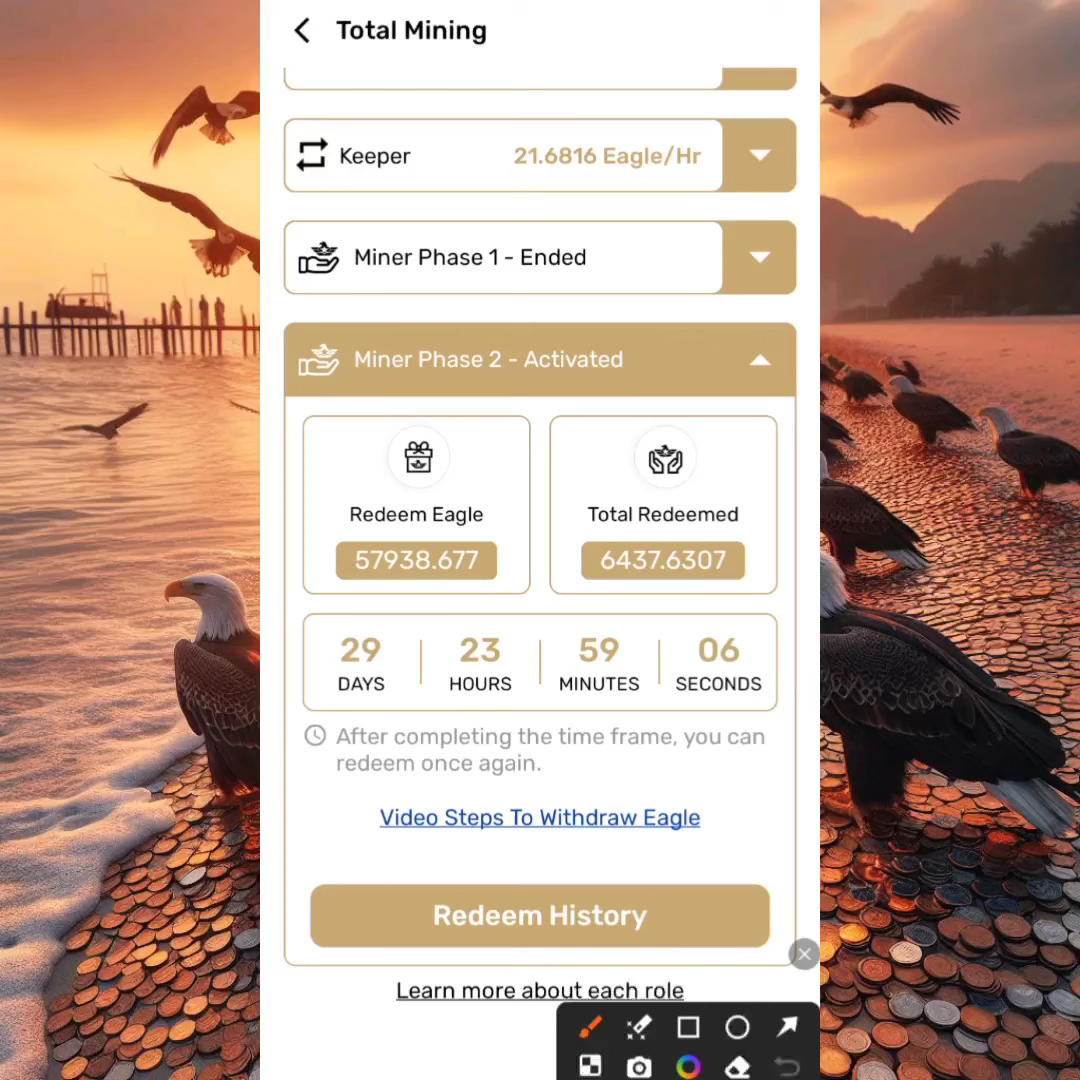 Total Mining
Keeper 21.6816 Eagle/Hr
Miner Phase 1 - Ended
Miner Phase 2 - Activated
Redeem Eagle Total Redeemed
57938.677 6437.6307
29 23 59 06
DAYS HOURS MINUTES SECONDS
After completing the time frame, you can
redeem once again.
Video Steps To Withdraw Eagle
Redeem History
Learn more about each role